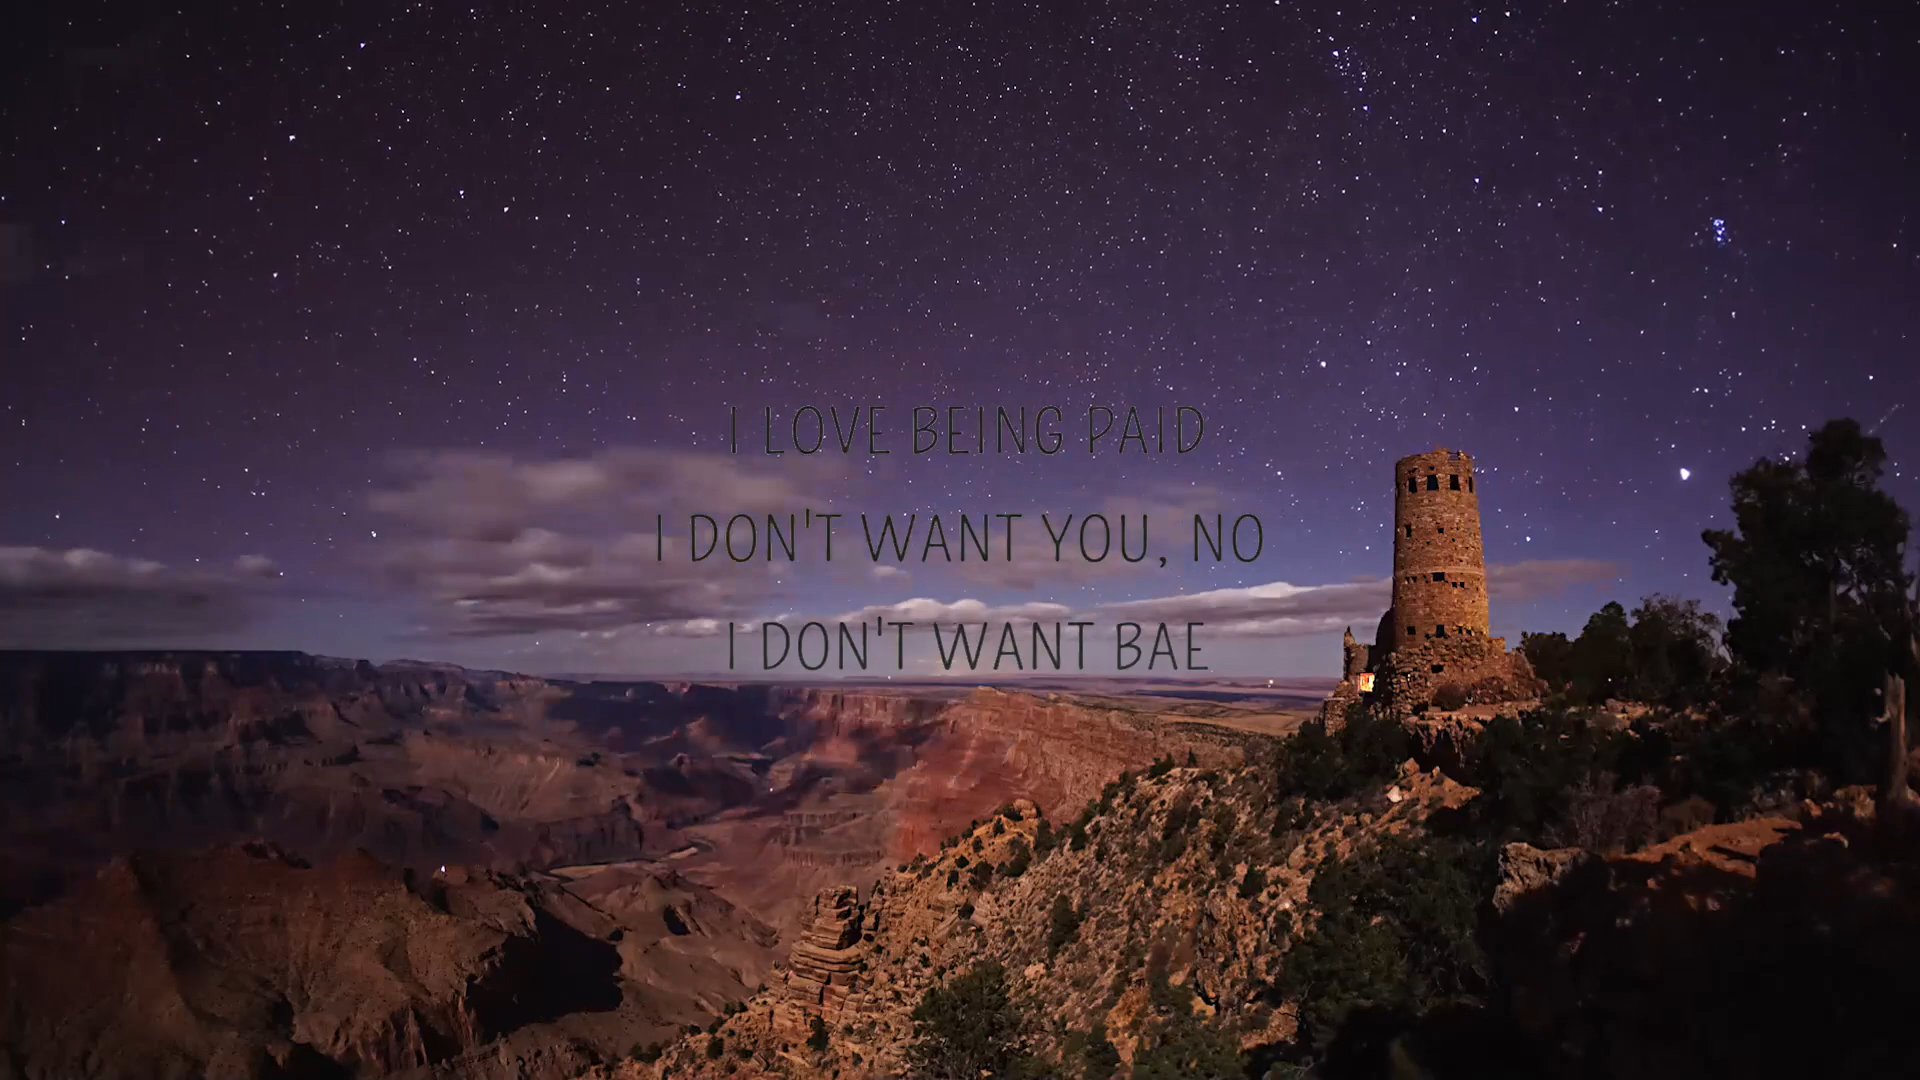 I LOVE BEING PAID
I DON'T WANT YOU, NO
I DON'T WANT BAE